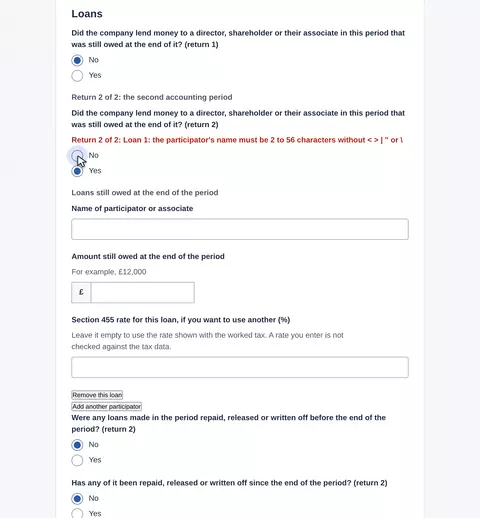 Loans
Did the company lend money to a director, shareholder or their associate in this period that
was still owed at the end of it? (return 1)
No
Yes
Return 2 of 2: the second accounting period
Did the company lend money to a director, shareholder or their associate in this period that
was still owed at the end of it? (return 2)
Return 2 of 2: Loan 1: the participator's name must be 2 to 56 characters without < > | " or \
No
Yes
Loans still owed at the end of the period
Name of participator or associate
Amount still owed at the end of the period
For example, £12,000
£
Section 455 rate for this loan, if you want to use another (%)
Leave it empty to use the rate shown with the worked tax. A rate you enter is not
checked against the tax data.
Remove this loan
Add another participator
Were any loans made in the period repaid, released or written off before the end of the
period? (return 2)
No
Yes
Has any of it been repaid, released or written off since the end of the period? (return 2)
No
Yes